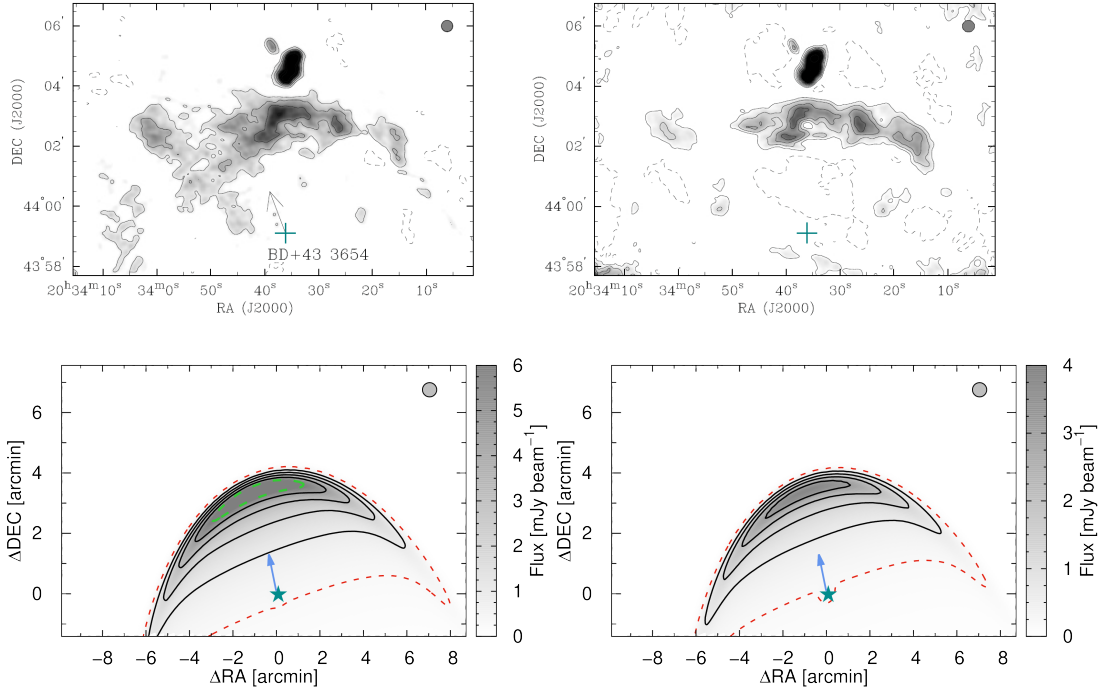 06'
04'
02'
44°00'
43°58'
DEC (J2000)
BD+43 3654
20h34m10s 34m0s 50s 40s 30s 20s 10s
RA (J2000)
06'
04'
02'
44°00'
43°58'
DEC (J2000)
20h34m10s 34m0s 50s 40s 30s 20s 10s
RA (J2000)
6
4
2
0
ΔDEC [arcmin]
−8 −6 −4 −2 0 2 4 6 8
ΔRA [arcmin]
6
5
4
3
2
1
0
Flux [mJy beam−1]
6
4
2
0
ΔDEC [arcmin]
−8 −6 −4 −2 0 2 4 6 8
ΔRA [arcmin]
4
3
2
1
0
Flux [mJy beam−1]